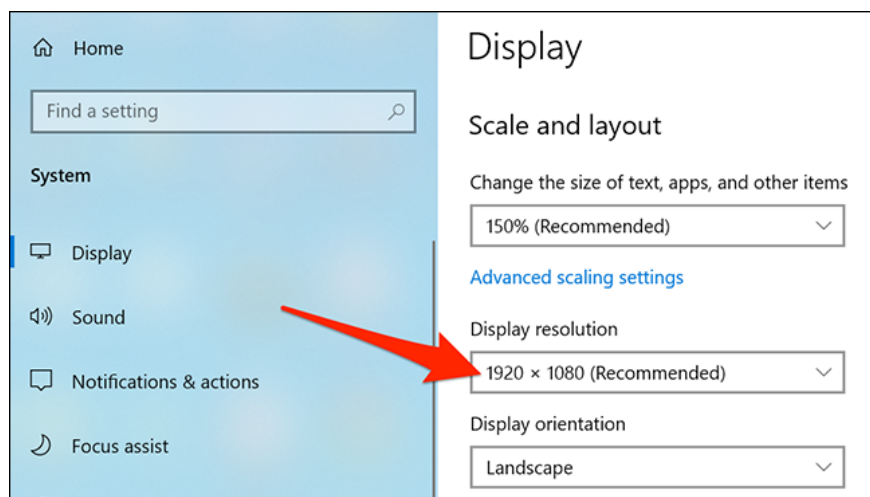 Home
Find a setting
System
Display
Sound
Notifications & actions
Focus assist
Display
Scale and layout
Change the size of text, apps, and other items
150% (Recommended)
Advanced scaling settings
Display resolution
1920 × 1080 (Recommended)
Display orientation
Landscape